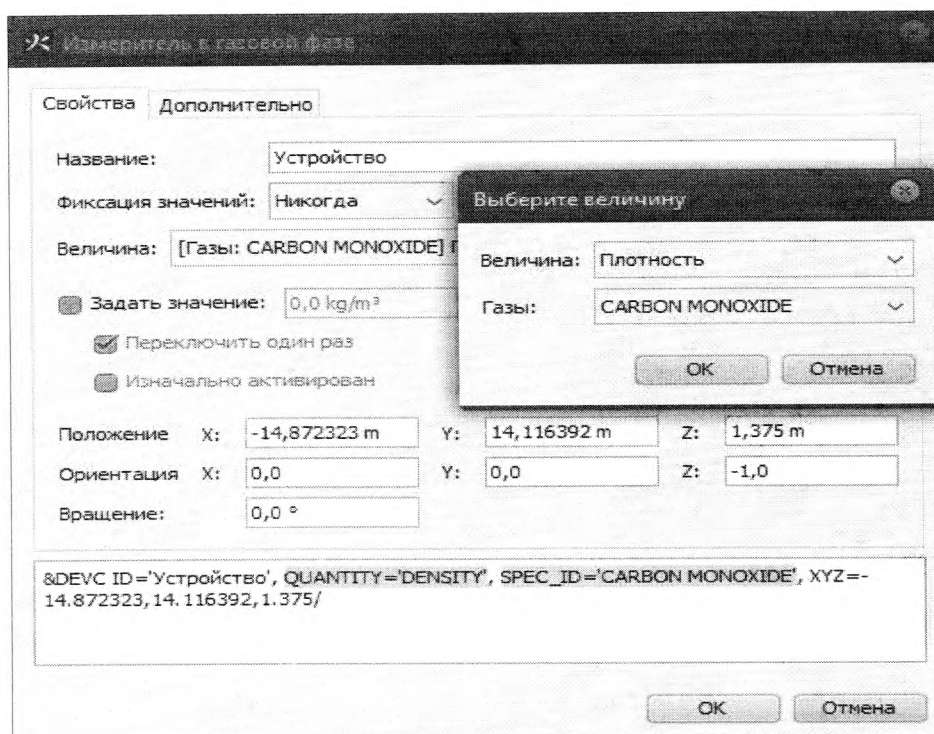 Измеритель в газовой фазе
Свойства Дополнительно
Название: Устройство
Фиксация значений: Никогда
Величина: [Газы: CARBON MONOXIDE]
Выберите величину
Величина: Плотность
Газы: CARBON MONOXIDE
OK Отмена
Задать значение: 0,0 kg/m³
Переключить один раз
Изначально активирован
Положение X: -14,872323 m Y: 14,116392 m Z: 1,375 m
Ориентация X: 0,0 Y: 0,0 Z: -1,0
Вращение: 0,0 °
&DEVC ID='Устройство', QUANTITY='DENSITY', SPEC_ID='CARBON MONOXIDE', XYZ=-
14.872323,14.116392,1.375/
OK Отмена